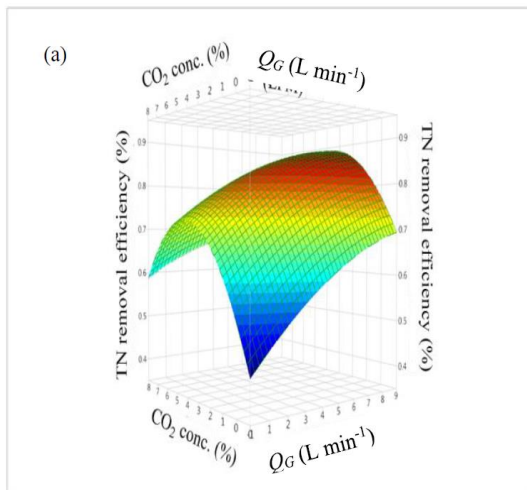 (a)
CO₂ conc. (%)
Q_G (L min⁻¹)
8 7 6 5 4 3 2 1 0
TN removal efficiency (%)
0.9
0.8
0.7
0.6
0.5
0.4
TN removal efficiency (%)
0.9
0.8
0.7
0.6
0.5
0.4
8 7 6 5 4 3 2 1 0
1 2 3 4 5 6 7 8 9
CO₂ conc. (%)
Q_G (L min⁻¹)